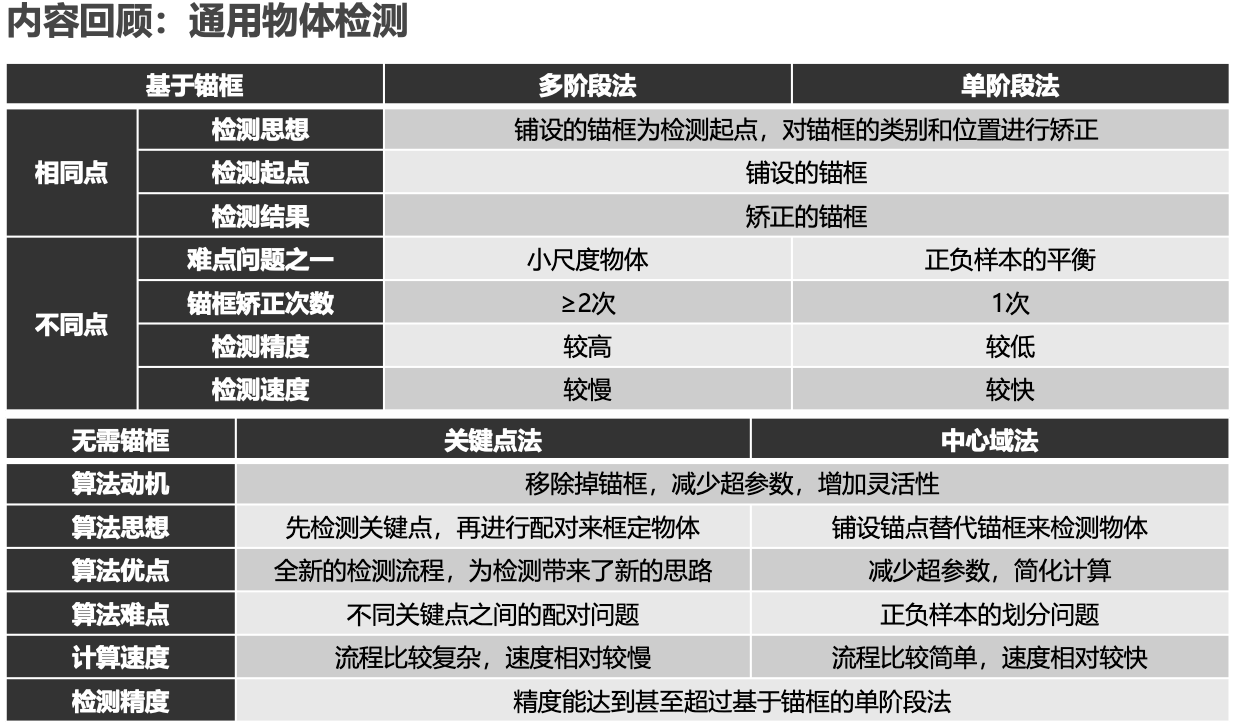 内容回顾：通用物体检测
基于锚框 多阶段法 单阶段法
相同点
检测思想 铺设的锚框为检测起点，对锚框的类别和位置进行矫正
检测起点 铺设的锚框
检测结果 矫正的锚框
不同点
难点问题之一 小尺度物体 正负样本的平衡
锚框矫正次数 ≥2次 1次
检测精度 较高 较低
检测速度 较慢 较快
无需锚框 关键点法 中心域法
算法动机 移除掉锚框，减少超参数，增加灵活性
算法思想 先检测关键点，再进行配对来框定物体 铺设锚点替代锚框来检测物体
算法优点 全新的检测流程，为检测带来了新的思路 减少超参数，简化计算
算法难点 不同关键点之间的配对问题 正负样本的划分问题
计算速度 流程比较复杂，速度相对较慢 流程比较简单，速度相对较快
检测精度 精度能达到甚至超过基于锚框的单阶段法